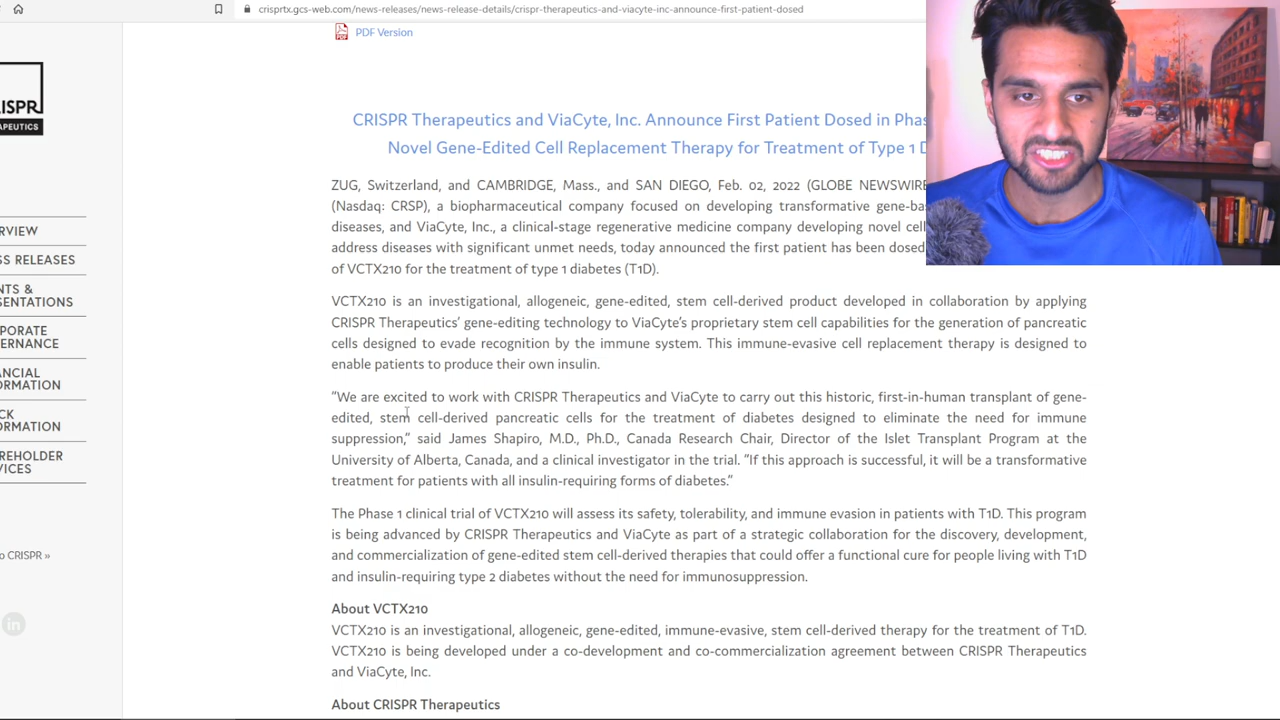 crisprtx.gcs-web.com/news-releases/news-release-details/crispr-therapeutics-and-viacyte-inc-announce-first-patient-dosed
PDF Version
ISPR
APEUTICS
CRISPR Therapeutics and ViaCyte, Inc. Announce First Patient Dosed in Phas
Novel Gene-Edited Cell Replacement Therapy for Treatment of Type 1 D
ZUG, Switzerland, and CAMBRIDGE, Mass., and SAN DIEGO, Feb. 02, 2022 (GLOBE NEWSWIRE
(Nasdaq: CRSP), a biopharmaceutical company focused on developing transformative gene-ba
diseases, and ViaCyte, Inc., a clinical-stage regenerative medicine company developing novel cel
address diseases with significant unmet needs, today announced the first patient has been dosed
of VCTX210 for the treatment of type 1 diabetes (T1D).
VCTX210 is an investigational, allogeneic, gene-edited, stem cell-derived product developed in collaboration by applying
CRISPR Therapeutics’ gene-editing technology to ViaCyte’s proprietary stem cell capabilities for the generation of pancreatic
cells designed to evade recognition by the immune system. This immune-evasive cell replacement therapy is designed to
enable patients to produce their own insulin.
“We are excited to work with CRISPR Therapeutics and ViaCyte to carry out this historic, first-in-human transplant of gene-
edited, stem cell-derived pancreatic cells for the treatment of diabetes designed to eliminate the need for immune
suppression,” said James Shapiro, M.D., Ph.D., Canada Research Chair, Director of the Islet Transplant Program at the
University of Alberta, Canada, and a clinical investigator in the trial. “If this approach is successful, it will be a transformative
treatment for patients with all insulin-requiring forms of diabetes.”
The Phase 1 clinical trial of VCTX210 will assess its safety, tolerability, and immune evasion in patients with T1D. This program
is being advanced by CRISPR Therapeutics and ViaCyte as part of a strategic collaboration for the discovery, development,
and commercialization of gene-edited stem cell-derived therapies that could offer a functional cure for people living with T1D
and insulin-requiring type 2 diabetes without the need for immunosuppression.
About VCTX210
VCTX210 is an investigational, allogeneic, gene-edited, immune-evasive, stem cell-derived therapy for the treatment of T1D.
VCTX210 is being developed under a co-development and co-commercialization agreement between CRISPR Therapeutics
and ViaCyte, Inc.
About CRISPR Therapeutics
RVIEW
SS RELEASES
NTS &
SENTATIONS
PORATE
ERNANCE
ANCIAL
ORMATION
CK
ORMATION
REHOLDER
VICES
o CRISPR »
in